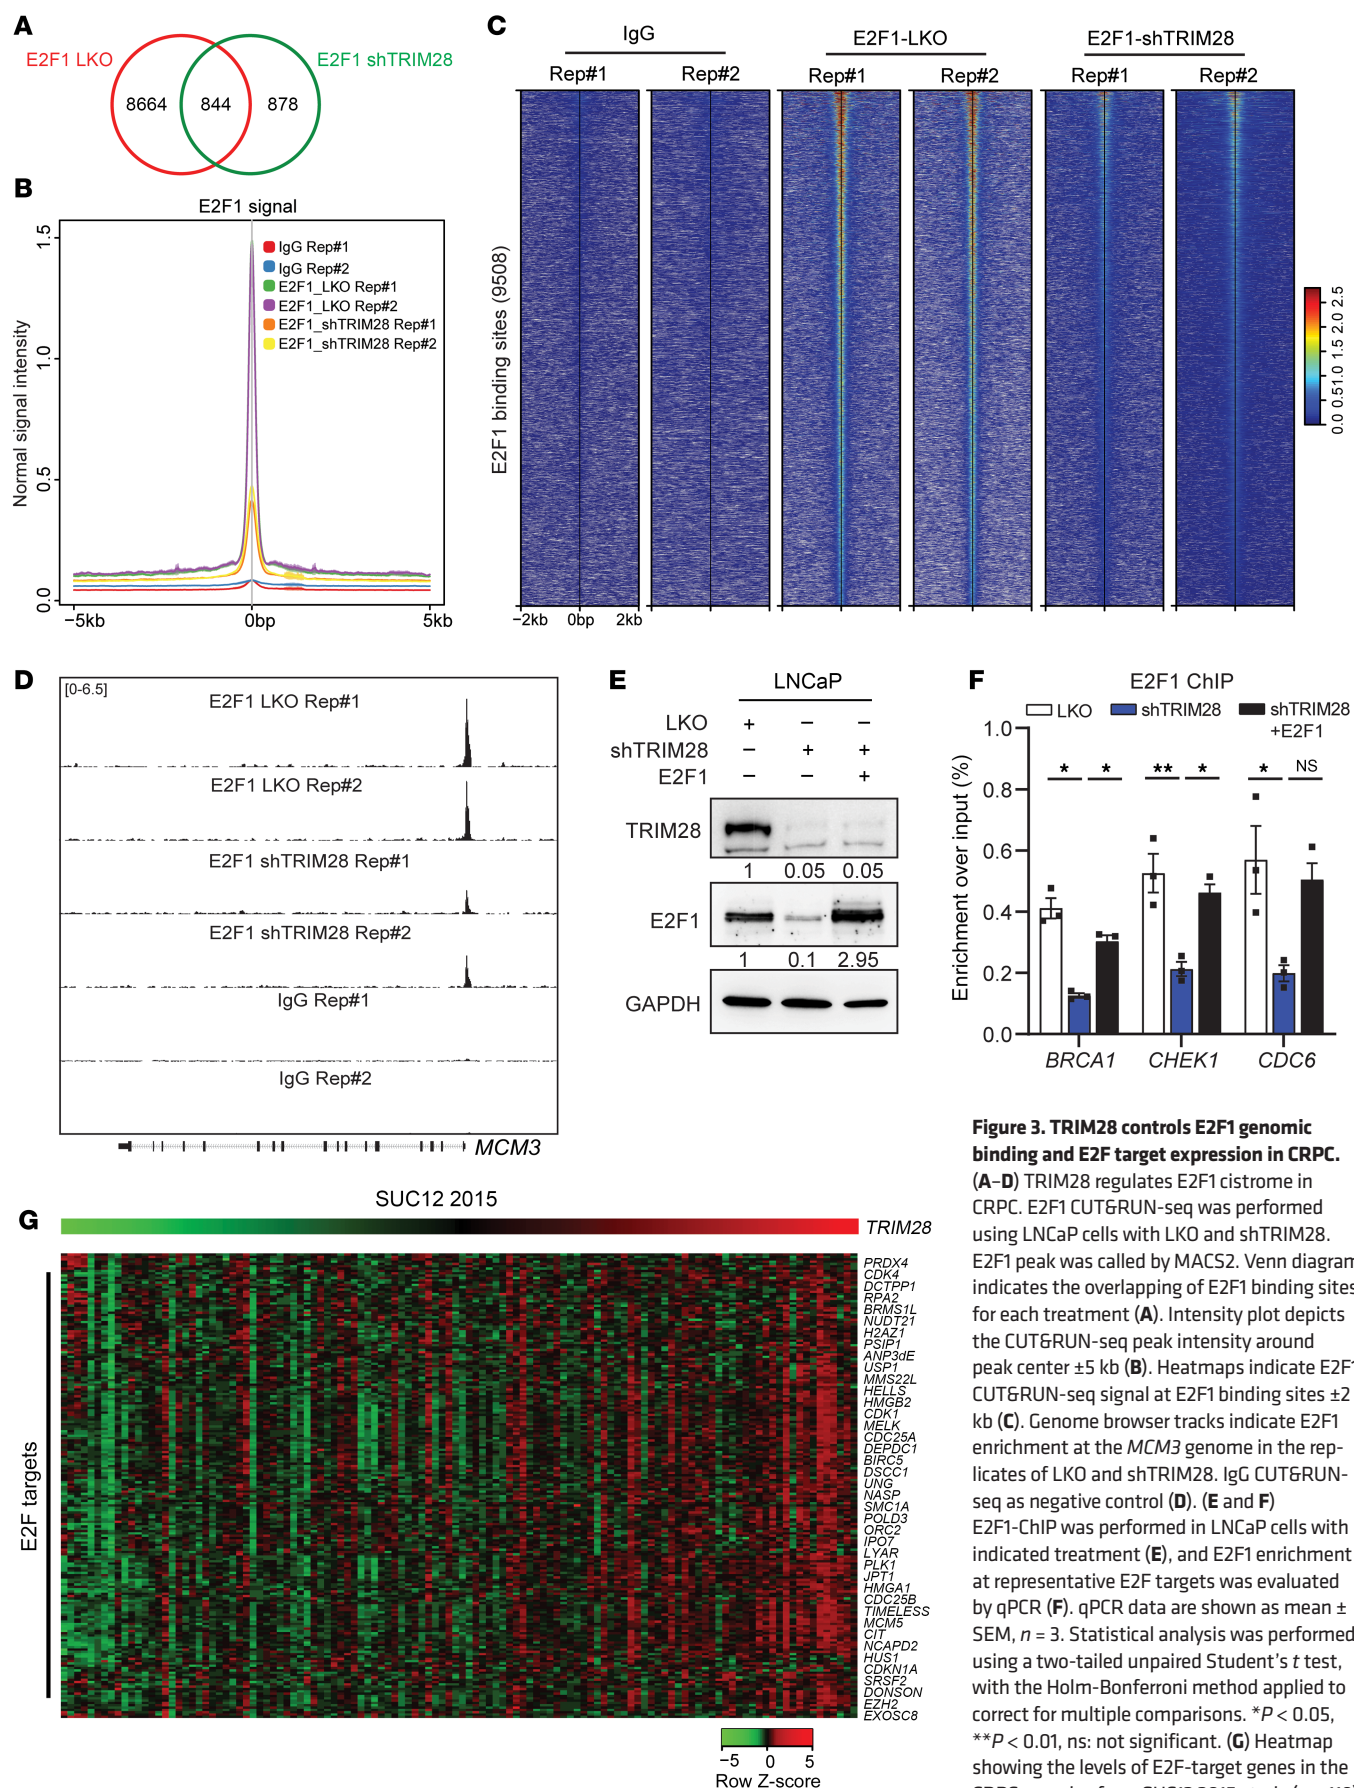 A
E2F1 LKO
E2F1 shTRIM28
8664
844
878
B
E2F1 signal
Normal signal intensity
1.5
1.0
0.5
0.0
IgG Rep#1
IgG Rep#2
E2F1_LKO Rep#1
E2F1_LKO Rep#2
E2F1_shTRIM28 Rep#1
E2F1_shTRIM28 Rep#2
−5kb
0bp
5kb
C
IgG
E2F1-LKO
E2F1-shTRIM28
Rep#1
Rep#2
Rep#1
Rep#2
Rep#1
Rep#2
E2F1 binding sites (9508)
−2kb
0bp
2kb
0.0 0.51.0 1.5 2.0 2.5
D
[0-6.5]
E2F1 LKO Rep#1
E2F1 LKO Rep#2
E2F1 shTRIM28 Rep#1
E2F1 shTRIM28 Rep#2
IgG Rep#1
IgG Rep#2
MCM3
E
LNCaP
LKO + − −
shTRIM28 − + +
E2F1 − − +
TRIM28
1 0.05 0.05
E2F1
1 0.1 2.95
GAPDH
F
E2F1 ChIP
LKO
shTRIM28
shTRIM28
+E2F1
Enrichment over input (%)
1.0
0.8
0.6
0.4
0.2
0.0
* * ** * * NS
BRCA1
CHEK1
CDC6
G
SUC12 2015
TRIM28
E2F targets
PRDX4
CDK4
DCTPP1
RPA2
BRMS1L
NUDT21
H2AZ1
PSIP1
ANP3dE
USP1
MMS22L
HELLS
HMGB2
CDK1
MELK
CDC25A
DEPDC1
BIRC5
DSCC1
UNG
NASP
SMC1A
POLD3
ORC2
IPO7
LYAR
PLK1
JPT1
HMGA1
CDC25B
TIMELESS
MCM5
CIT
NCAPD2
HUS1
CDKN1A
SRSF2
DONSON
EZH2
EXOSC8
−5 0 5
Row Z-score
Figure 3. TRIM28 controls E2F1 genomic
binding and E2F target expression in CRPC.
(A–D) TRIM28 regulates E2F1 cistrome in
CRPC. E2F1 CUT&RUN-seq was performed
using LNCaP cells with LKO and shTRIM28.
E2F1 peak was called by MACS2. Venn diagram
indicates the overlapping of E2F1 binding sites
for each treatment (A). Intensity plot depicts
the CUT&RUN-seq peak intensity around
peak center ±5 kb (B). Heatmaps indicate E2F1
CUT&RUN-seq signal at E2F1 binding sites ±2
kb (C). Genome browser tracks indicate E2F1
enrichment at the MCM3 genome in the rep-
licates of LKO and shTRIM28. IgG CUT&RUN-
seq as negative control (D). (E and F)
E2F1-ChIP was performed in LNCaP cells with
indicated treatment (E), and E2F1 enrichment
at representative E2F targets was evaluated
by qPCR (F). qPCR data are shown as mean ±
SEM, n = 3. Statistical analysis was performed
using a two-tailed unpaired Student's t test,
with the Holm-Bonferroni method applied to
correct for multiple comparisons. *P < 0.05,
**P < 0.01, ns: not significant. (G) Heatmap
showing the levels of E2F-target genes in the